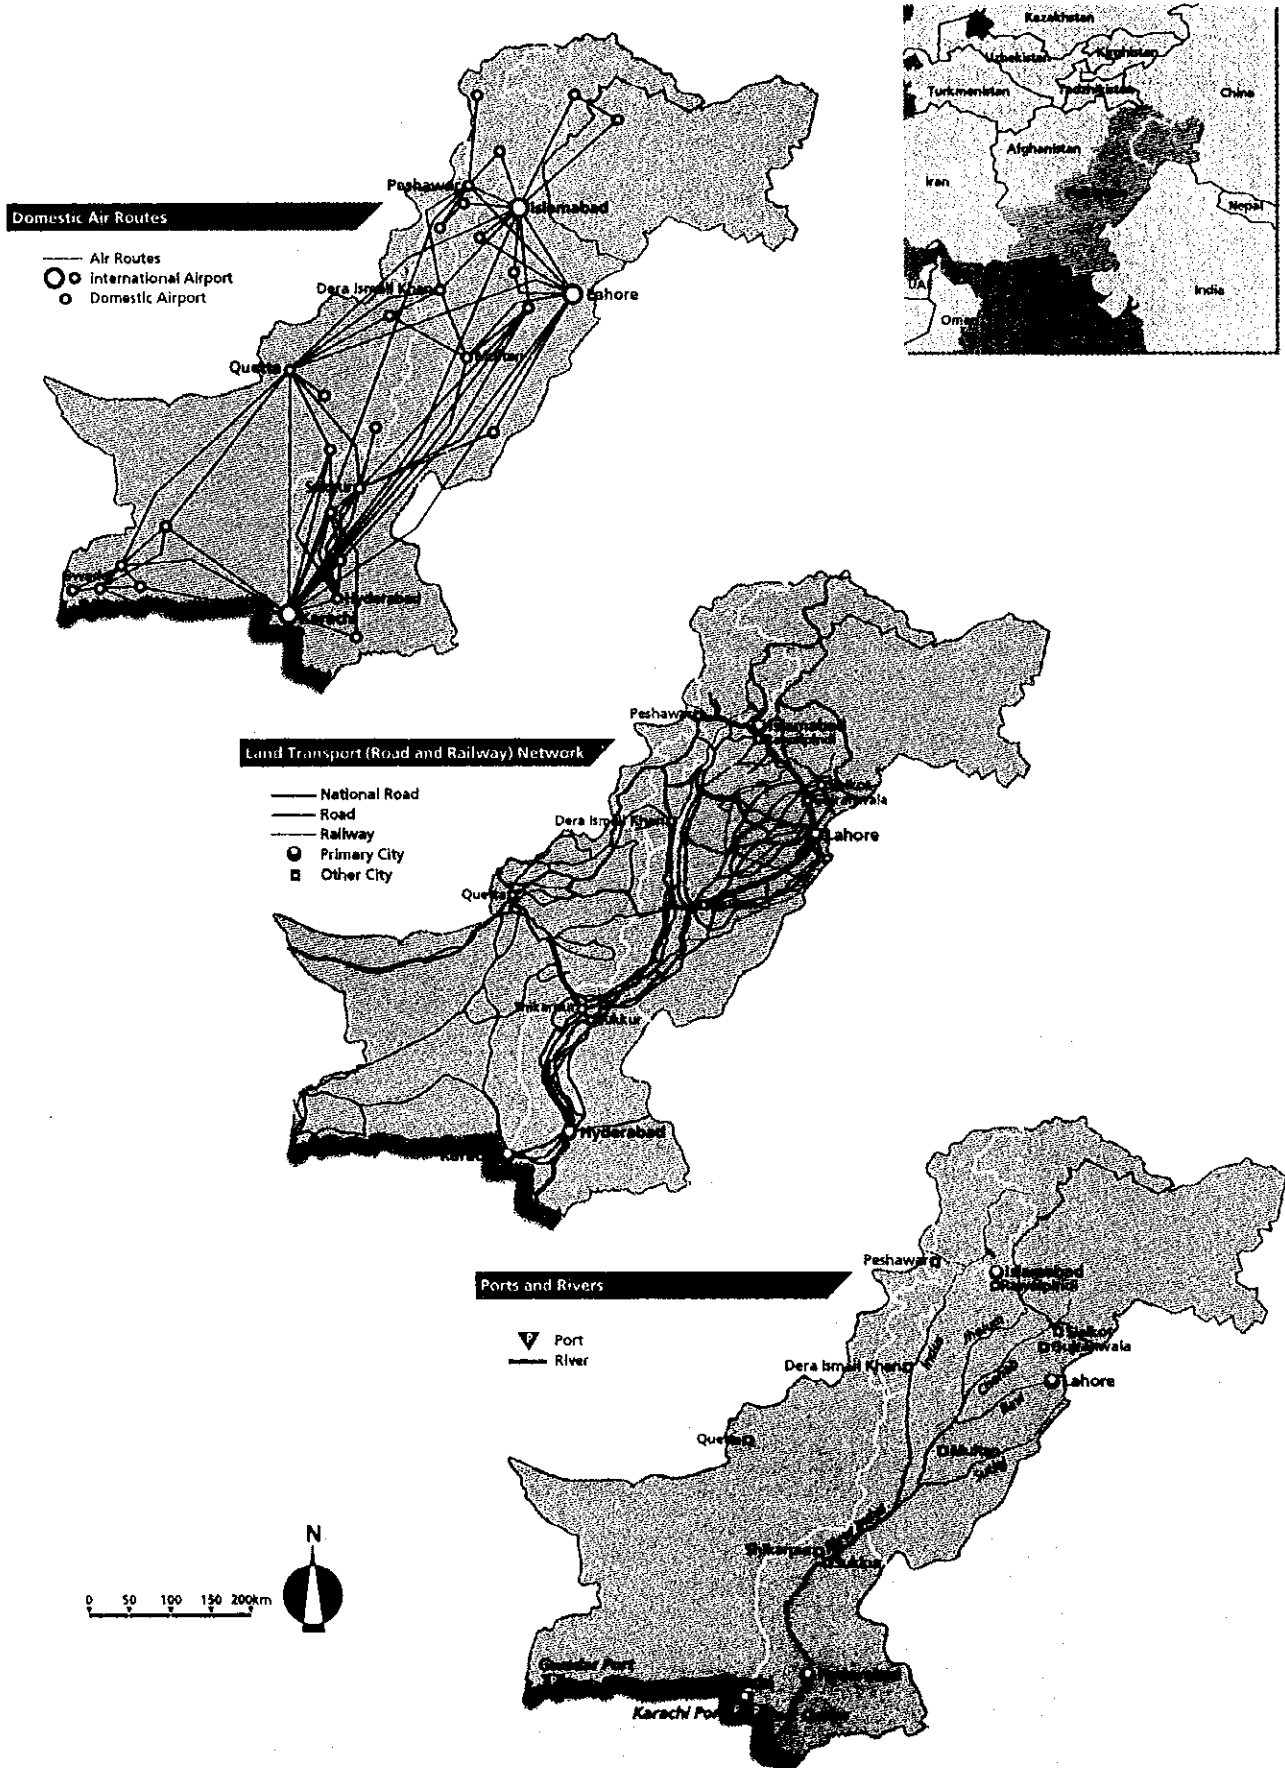 Kazakhstan
Uzbekistan
Kirghistan
Turkmenistan
Tadzhikistan
China
Afghanistan
Iran
Nepal
UAE
Oman
India
Domestic Air Routes
Air Routes
International Airport
Domestic Airport
Peshawar
Islamabad
Dera Ismail Khan
Lahore
Multan
Quetta
Sukkur
Hyderabad
Karachi
Land Transport (Road and Railway) Network
National Road
Road
Railway
Primary City
Other City
Peshawar
Islamabad
Rawalpindi
Dera Ismail Khan
Lahore
Quetta
Shikarpur
Sukkur
Hyderabad
Ports and Rivers
P Port
River
Peshawar
Islamabad
Rawalpindi
Indus
Jhelum
Sialkot
Gujranwala
Dera Ismail Khan
Chenab
Lahore
Ravi
Quetta
Multan
Sutlej
Shikarpur
Sukkur
Hyderabad
Gwadar Port
Karachi Port
N
0 50 100 150 200km